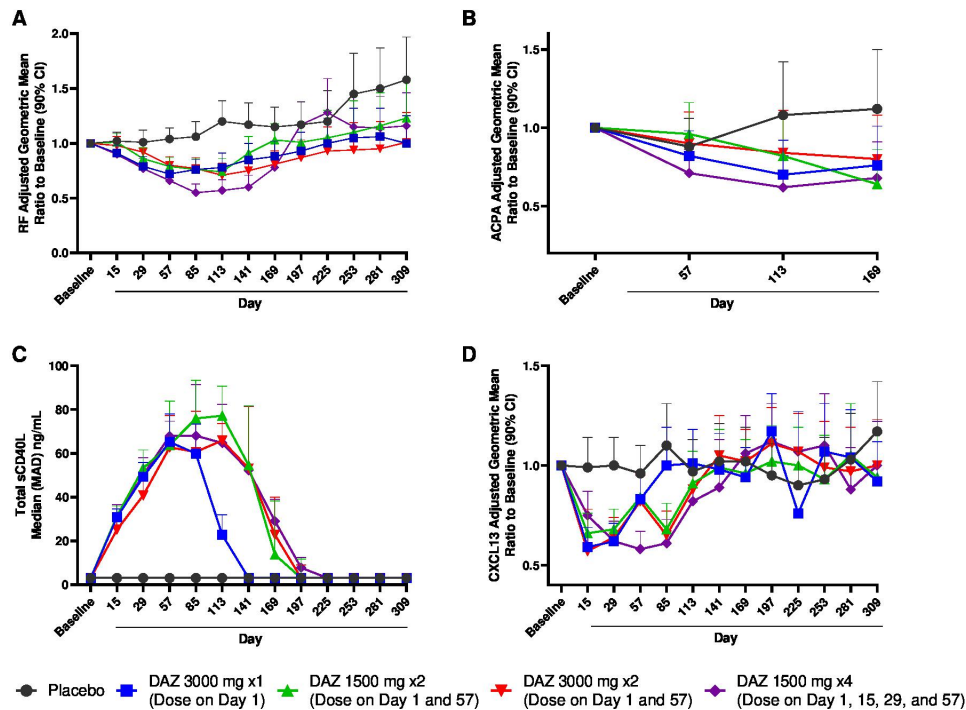 A
RF Adjusted Geometric Mean
Ratio to Baseline (90% CI)
2.0
1.5
1.0
0.5
0.0
Baseline 15 29 57 85 113 141 169 197 225 253 281 309
Day
B
ACPA Adjusted Geometric Mean
Ratio to Baseline (90% CI)
1.5
1.0
0.5
Baseline 57 113 169
Day
C
Total sCD40L
Median (MAD) ng/mL
100
80
60
40
20
0
Baseline 15 29 57 85 113 141 169 197 225 253 281 309
Day
D
CXCL13 Adjusted Geometric Mean
Ratio to Baseline (90% CI)
1.5
1.0
0.5
Baseline 15 29 57 85 113 141 169 197 225 253 281 309
Day
Placebo
DAZ 3000 mg x1
(Dose on Day 1)
DAZ 1500 mg x2
(Dose on Day 1 and 57)
DAZ 3000 mg x2
(Dose on Day 1 and 57)
DAZ 1500 mg x4
(Dose on Day 1, 15, 29, and 57)